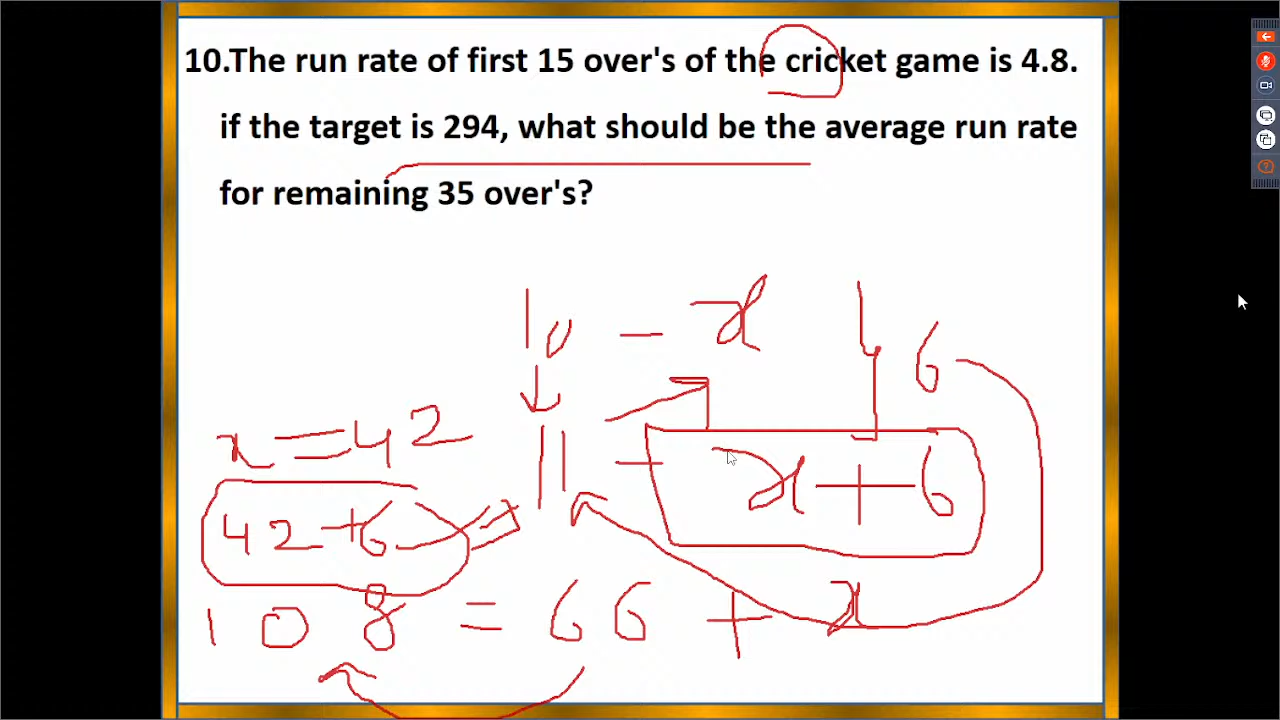 10.The run rate of first 15 over's of the cricket game is 4.8.
if the target is 294, what should be the average run rate
for remaining 35 over's?
10 - x 6
x = 42
11 - x + 6
42 + 6
108 = 66 + x